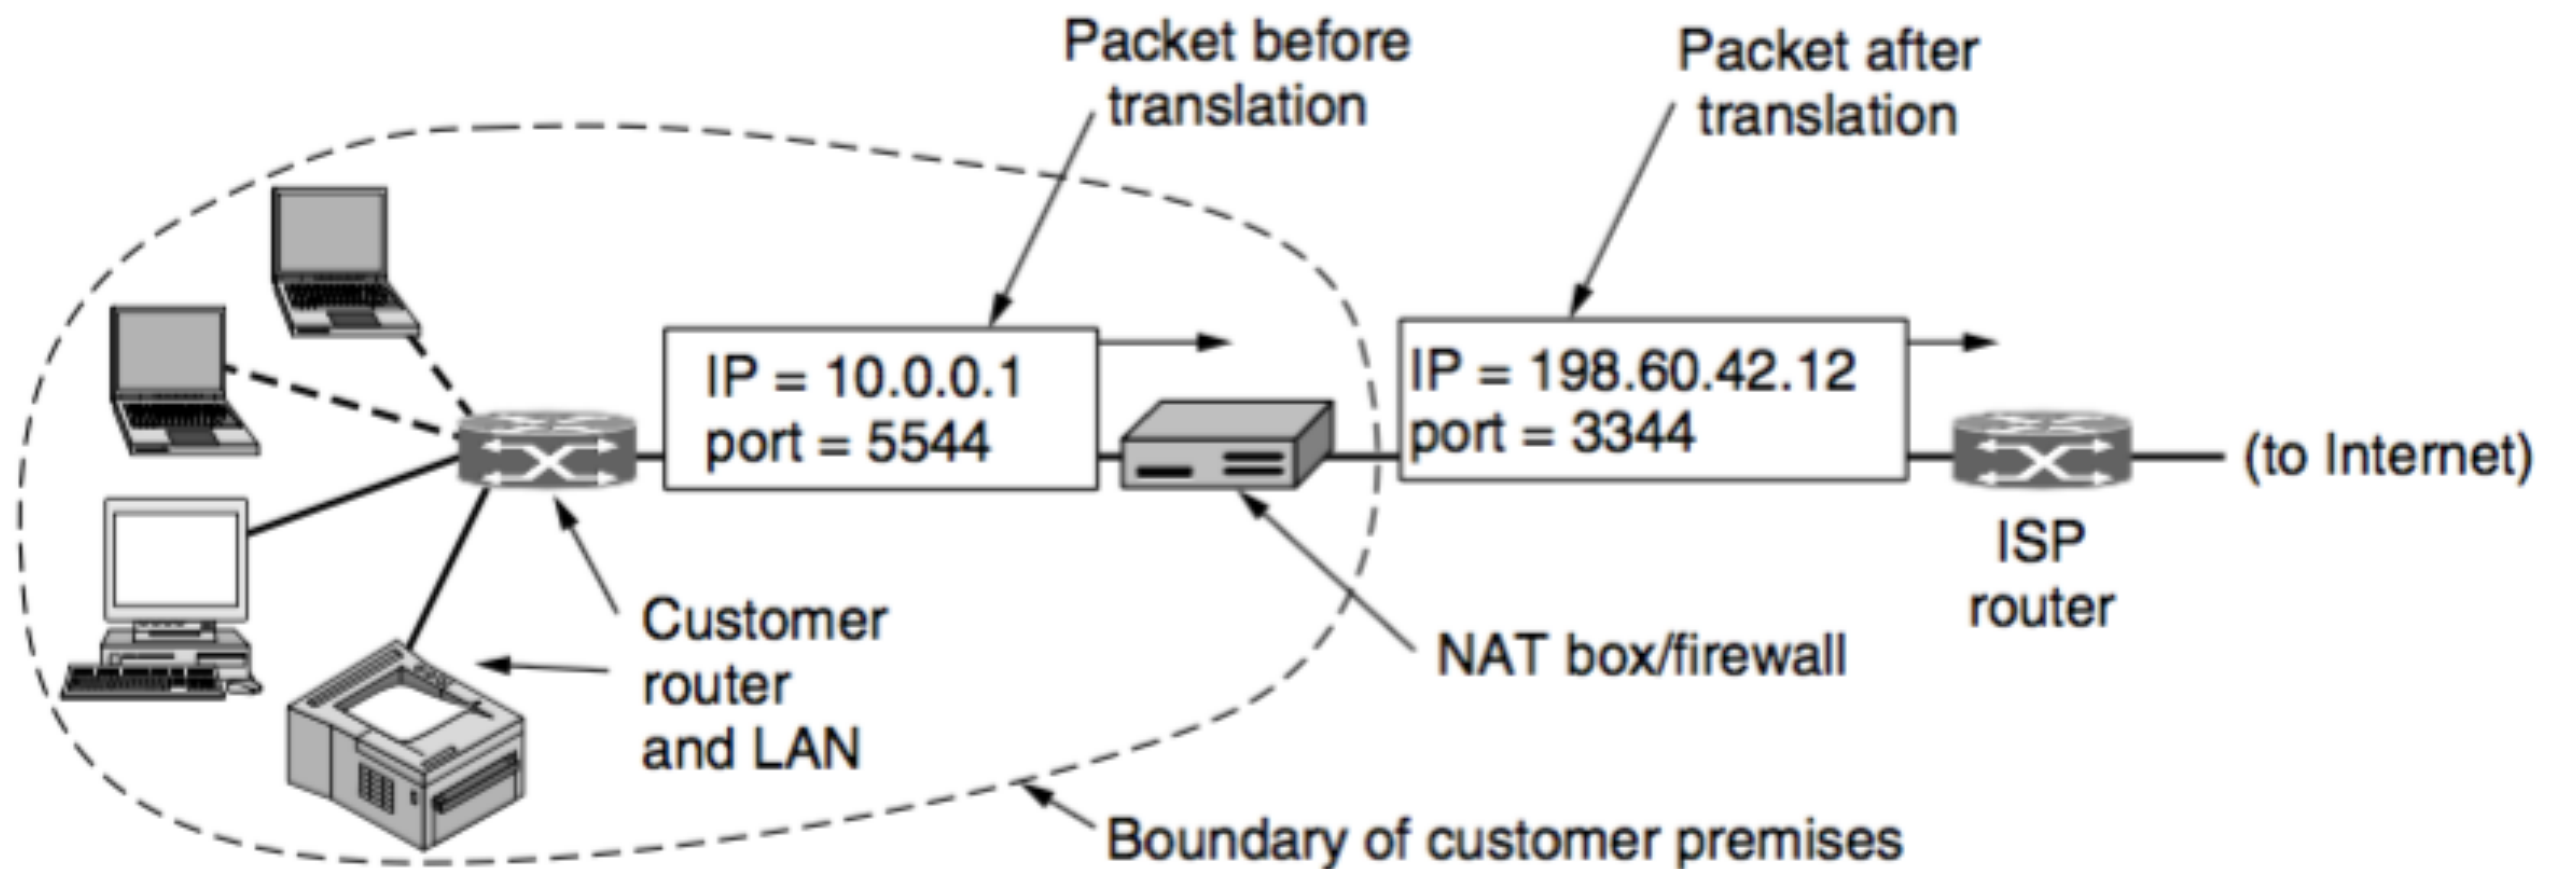 Packet before
translation
Packet after
translation
IP = 10.0.0.1
port = 5544
IP = 198.60.42.12
port = 3344
(to Internet)
ISP
router
Customer
router
and LAN
NAT box/firewall
Boundary of customer premises